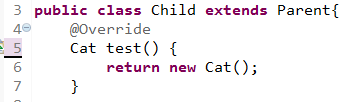 3 public class Child extends Parent{
4 @Override
5 Cat test() {
6 return new Cat();
7 }